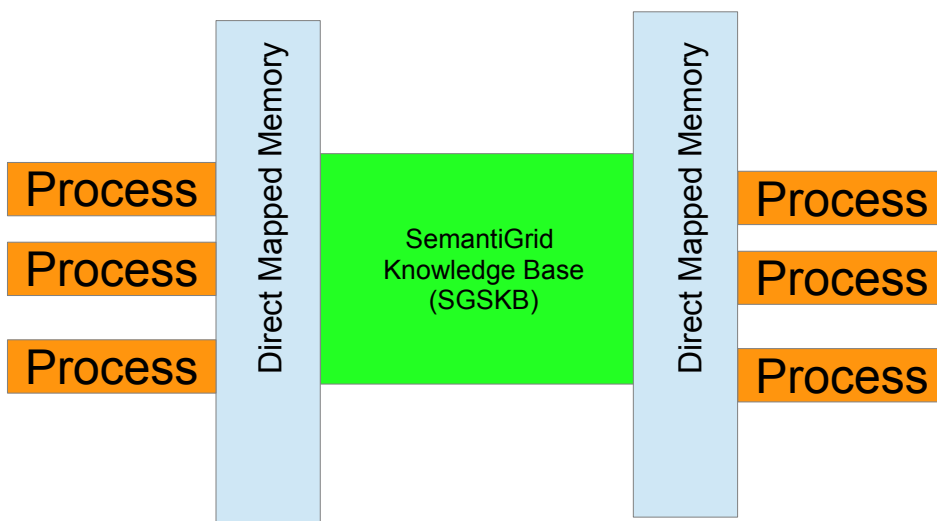 Process
Process
Process
Direct Mapped Memory
SemantiGrid
Knowledge Base
(SGSKB)
Direct Mapped Memory
Process
Process
Process